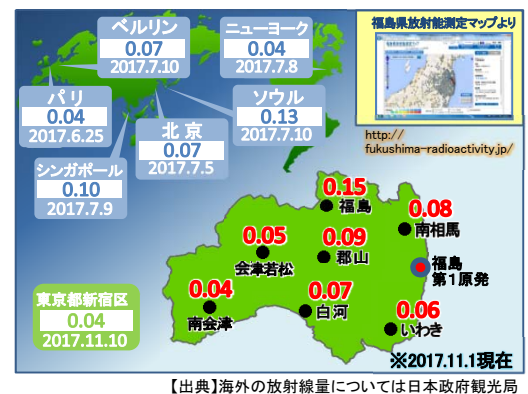 ベルリン
0.07
2017.7.10
ニューヨーク
0.04
2017.7.8
福島県放射能測定マップより
パリ
0.04
2017.6.25
北京
0.07
2017.7.5
ソウル
0.13
2017.7.10
http://
fukushima-radioactivity.jp/
シンガポール
0.10
2017.7.9
0.15
福島
0.08
南相馬
0.05
会津若松
0.09
郡山
福島
第1原発
0.04
南会津
0.07
白河
0.06
いわき
東京都新宿区
0.04
2017.11.10
※2017.11.1現在
【出典】海外の放射線量については日本政府観光局